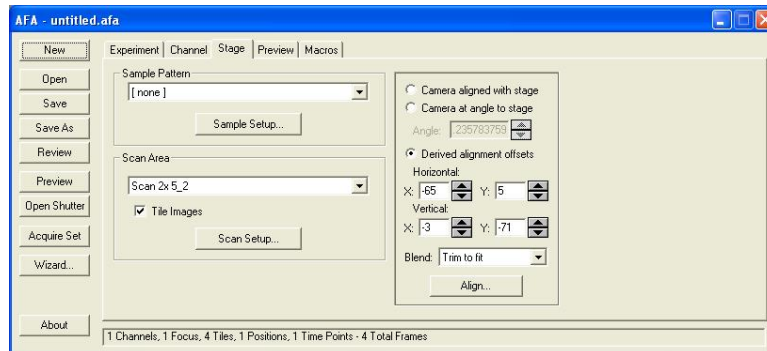 AFA - untitled.afa
New
Open
Save
Save As
Review
Preview
Open Shutter
Acquire Set
Wizard...
About
Experiment Channel Stage Preview Macros
Sample Pattern
[ none ]
Sample Setup...
Scan Area
Scan 2x 5_2
Tile Images
Scan Setup...
Camera aligned with stage
Camera at angle to stage
Angle: .235783759
Derived alignment offsets
Horizontal:
X: -65 Y: 5
Vertical:
X: -3 Y: -71
Blend: Trim to fit
Align...
1 Channels, 1 Focus, 4 Tiles, 1 Positions, 1 Time Points - 4 Total Frames